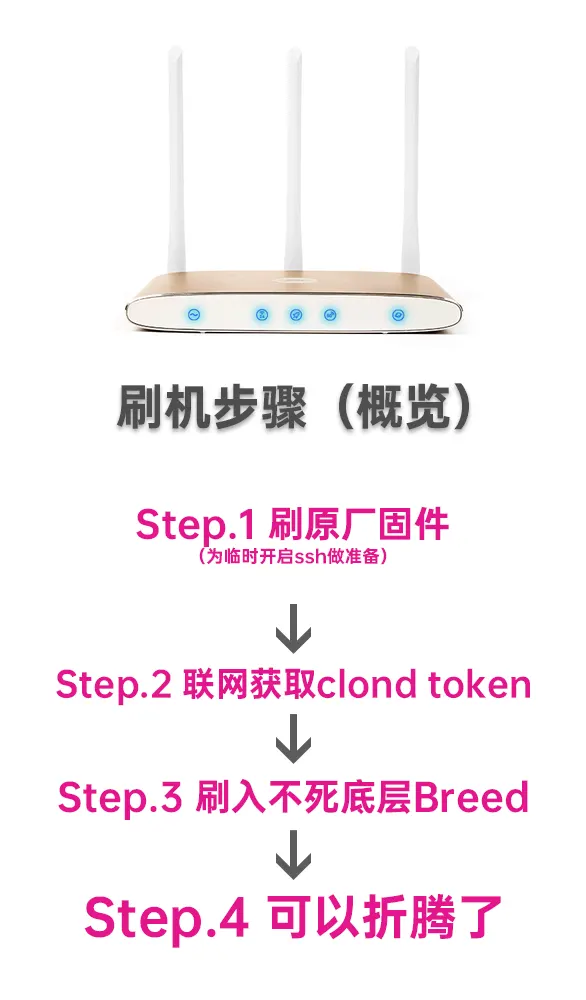 刷机步骤（概览）
Step.1 刷原厂固件
（为临时开启ssh做准备）
Step.2 联网获取clond token
Step.3 刷入不死底层Breed
Step.4 可以折腾了